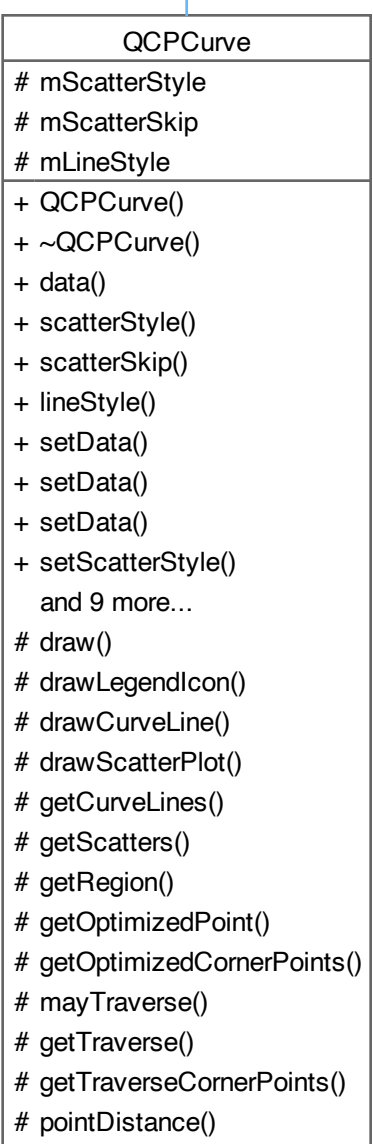 QCPCurve
# mScatterStyle
# mScatterSkip
# mLineStyle
+ QCPCurve()
+ ~QCPCurve()
+ data()
+ scatterStyle()
+ scatterSkip()
+ lineStyle()
+ setData()
+ setData()
+ setData()
+ setScatterStyle()
and 9 more...
# draw()
# drawLegendIcon()
# drawCurveLine()
# drawScatterPlot()
# getCurveLines()
# getScatters()
# getRegion()
# getOptimizedPoint()
# getOptimizedCornerPoints()
# mayTraverse()
# getTraverse()
# getTraverseCornerPoints()
# pointDistance()